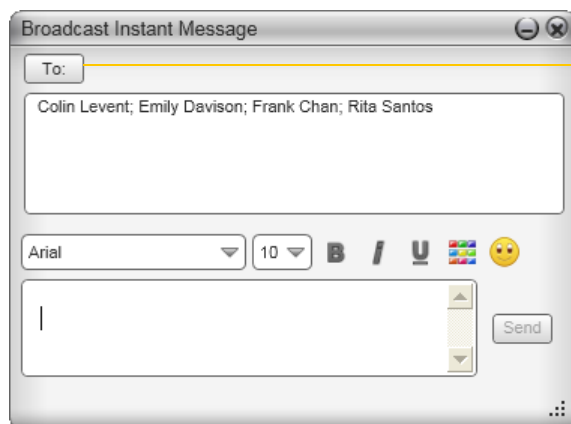 Broadcast Instant Message
To:
Colin Levent; Emily Davison; Frank Chan; Rita Santos
Arial 10 B I U
Send